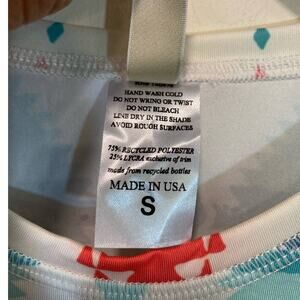 HAND WASH COLD
DO NOT WRING OR TWIST
DO NOT BLEACH
LINE DRY IN THE SHADE
AVOID ROUGH SURFACES
75% RECYCLED POLYESTER
25% LYCRA exclusive of trim
made from recycled bottles
MADE IN USA
S